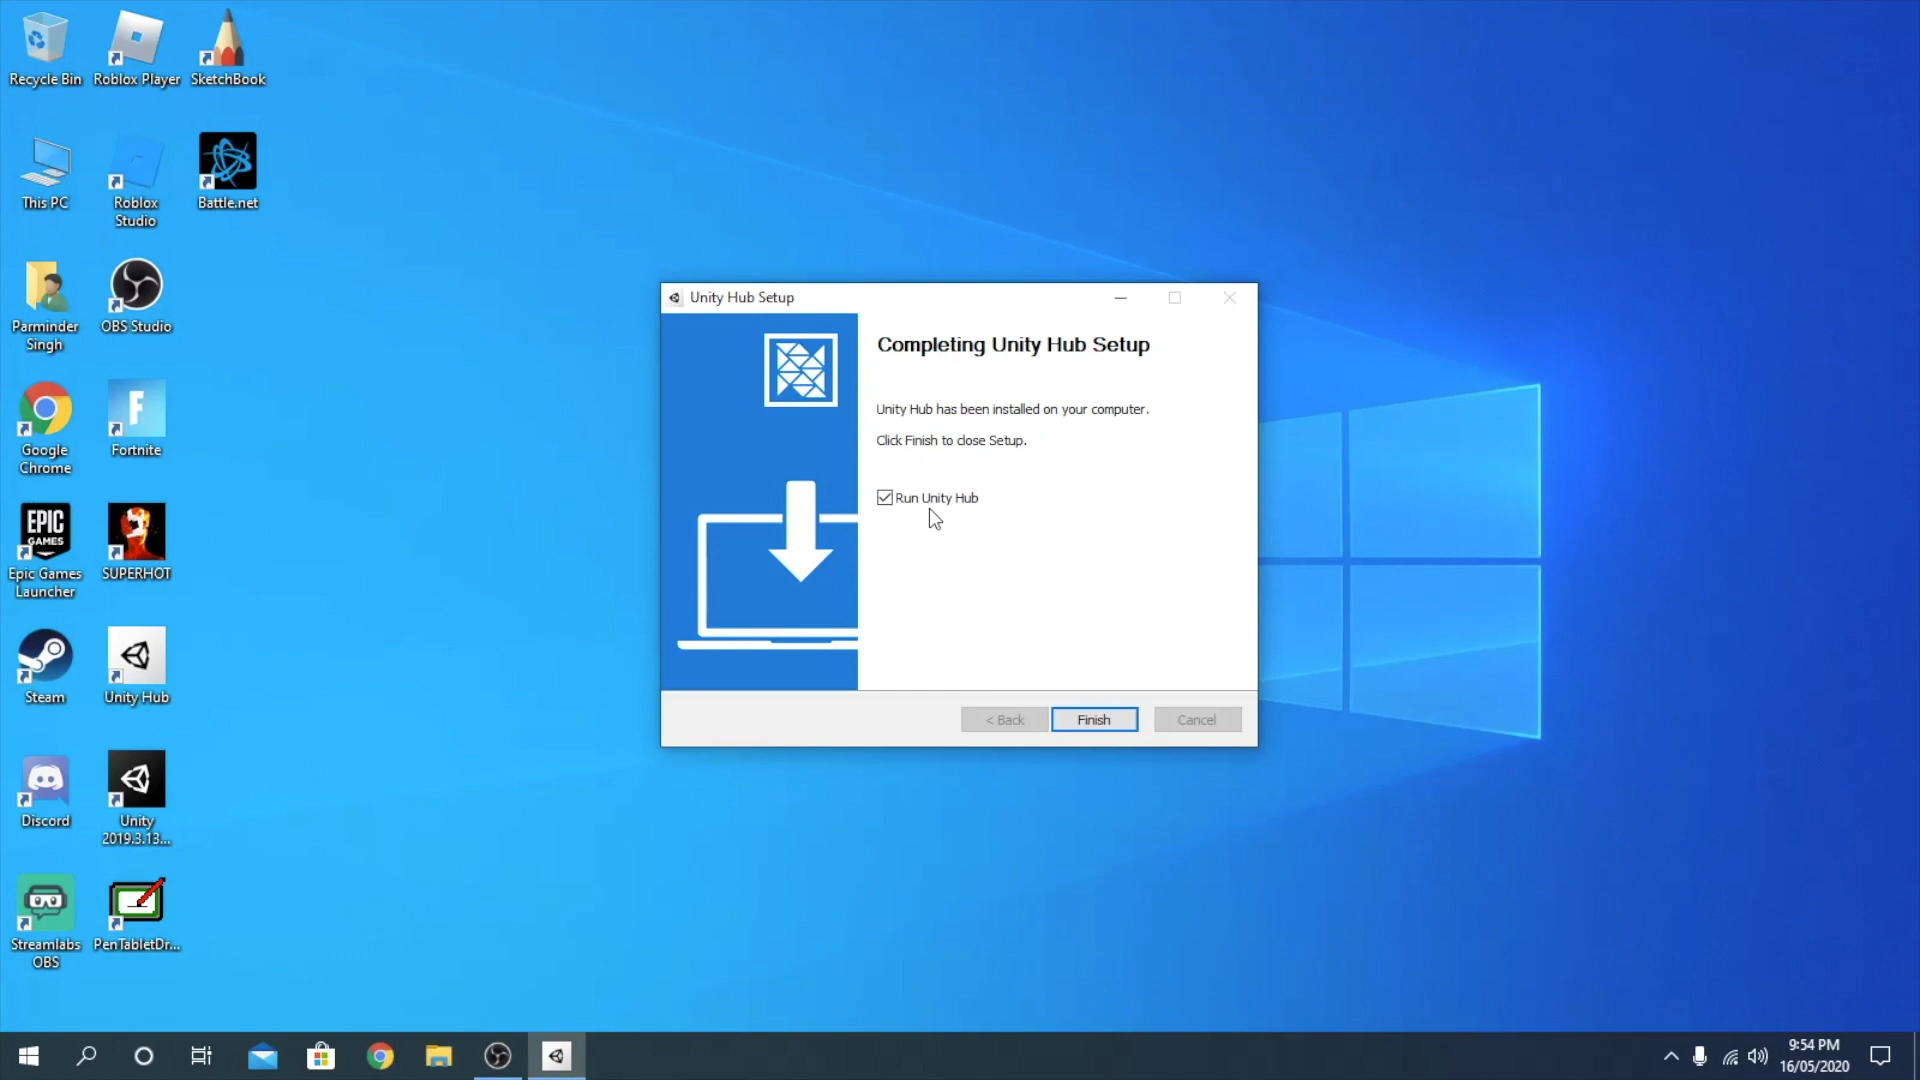 Recycle Bin
Roblox Player
SketchBook
This PC
Roblox
Studio
Battle.net
Parminder
Singh
OBS Studio
Google
Chrome
F
Fortnite
EPIC
GAMES
Epic Games
Launcher
SUPERHOT
Steam
Unity Hub
Discord
Unity
2019.3.13...
Streamlabs
OBS
PenTabletDr...
Unity Hub Setup
Completing Unity Hub Setup
Unity Hub has been installed on your computer.
Click Finish to close Setup.
Run Unity Hub
< Back
Finish
Cancel
9:54 PM
16/05/2020